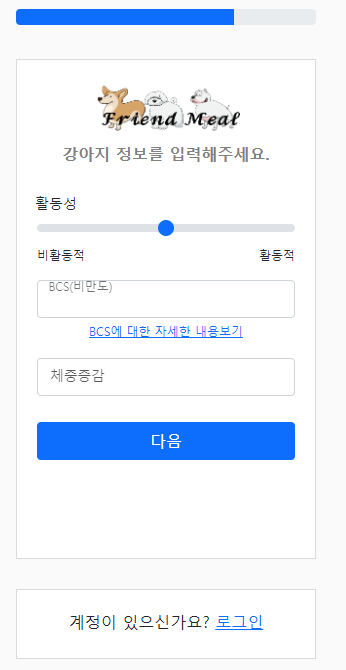 Friend Meal
강아지 정보를 입력해주세요.
활동성
비활동적 활동적
BCS(비만도)
BCS에 대한 자세한 내용보기
체중증감
다음
계정이 있으신가요? 로그인